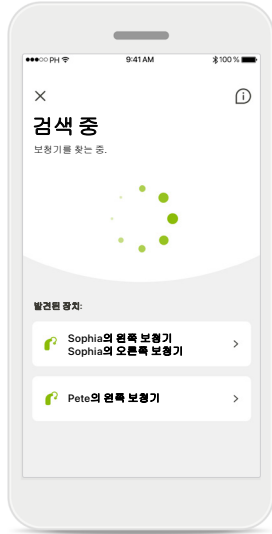 PH
9:41 AM
100 %
검색 중
보청기를 찾는 중.
발견된 장치:
Sophia의 왼쪽 보청기
Sophia의 오른쪽 보청기
Pete의 왼쪽 보청기